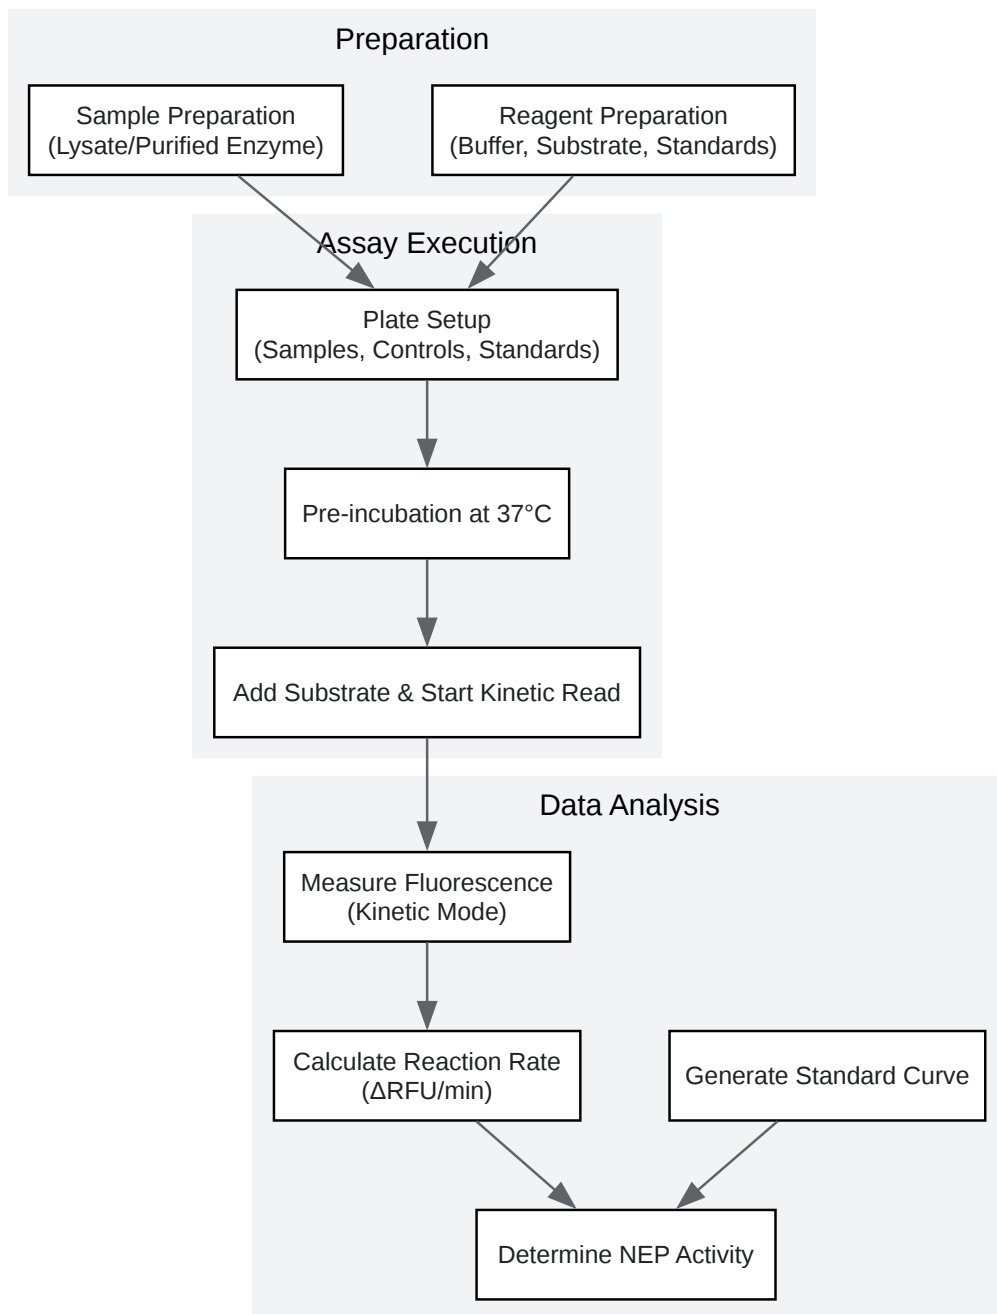 Preparation
Sample Preparation
(Lysate/Purified Enzyme)
Reagent Preparation
(Buffer, Substrate, Standards)
Assay Execution
Plate Setup
(Samples, Controls, Standards)
Pre-incubation at 37°C
Add Substrate & Start Kinetic Read
Data Analysis
Measure Fluorescence
(Kinetic Mode)
Calculate Reaction Rate
(ΔRFU/min)
Generate Standard Curve
Determine NEP Activity